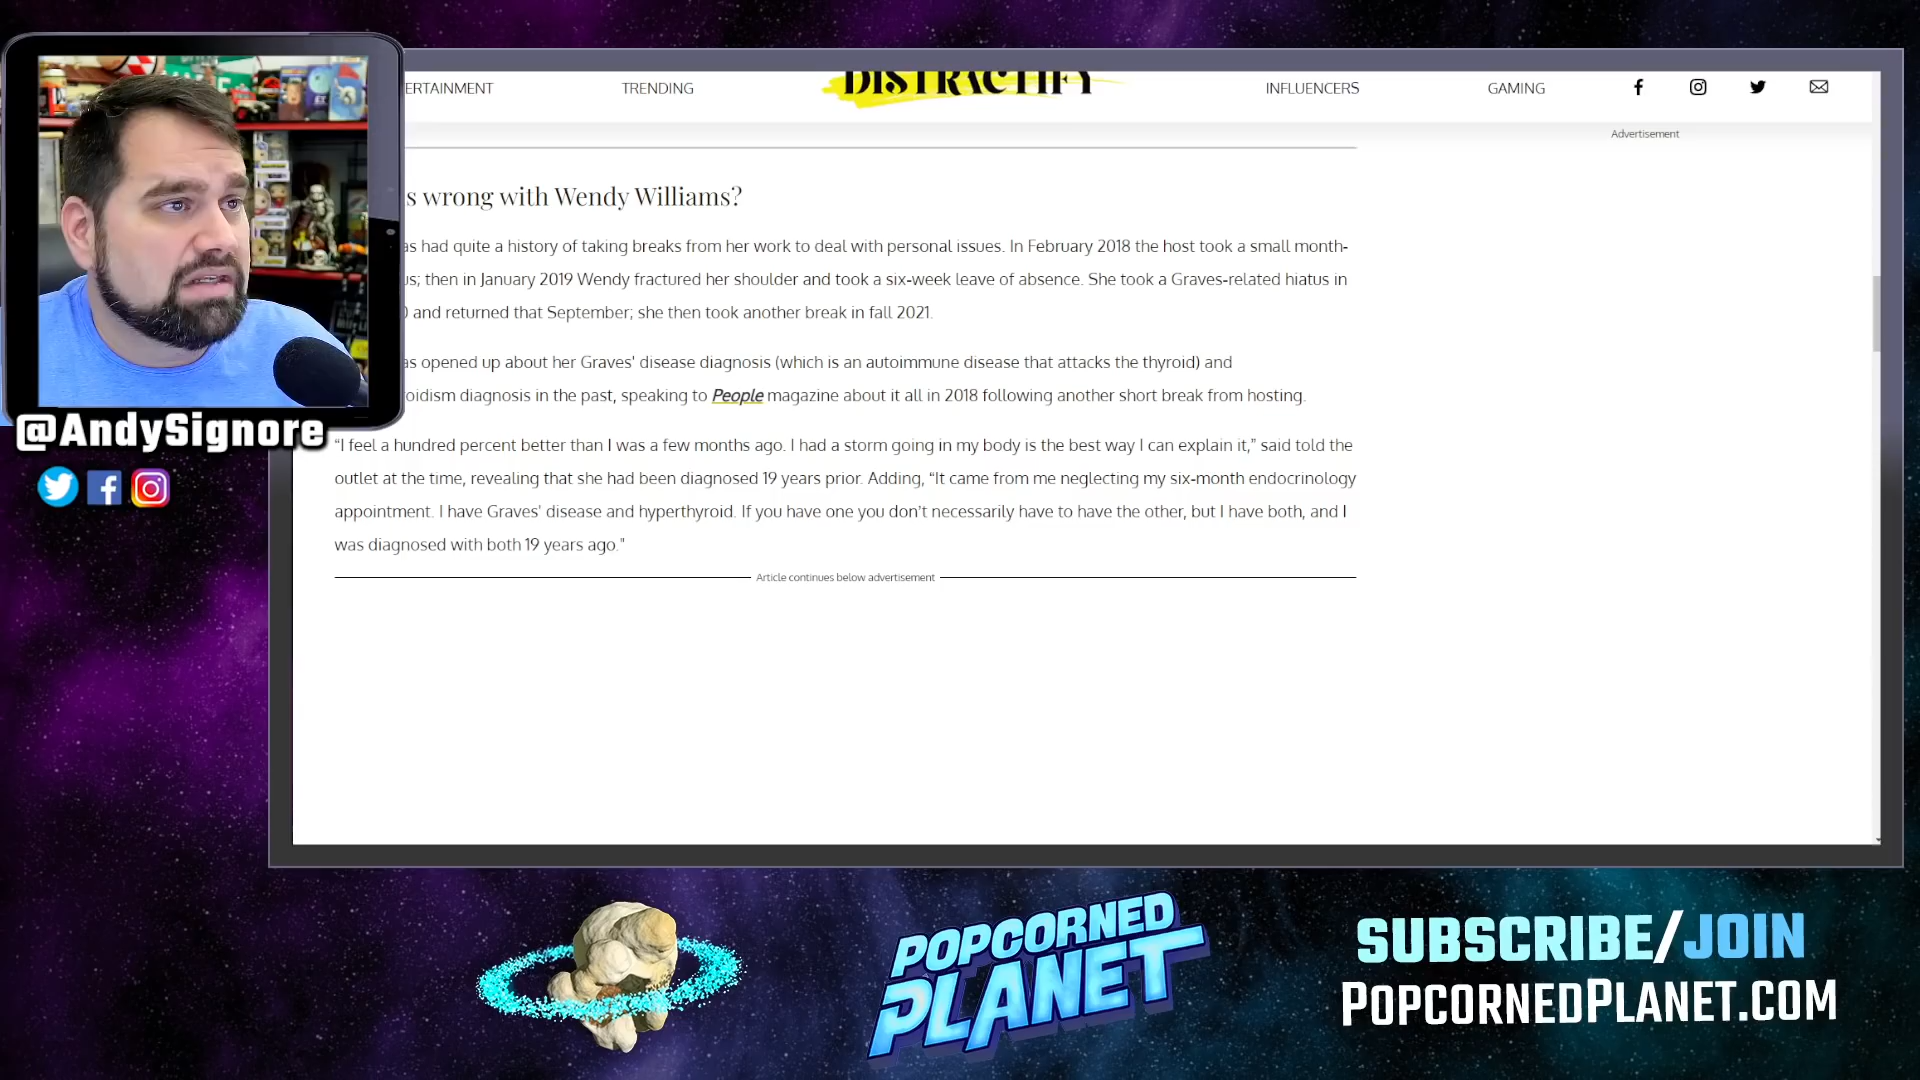 ERTAINMENT
TRENDING
DISTRACTIFY
INFLUENCERS
GAMING
Advertisement
s wrong with Wendy Williams?
as had quite a history of taking breaks from her work to deal with personal issues. In February 2018 the host took a small month-
us; then in January 2019 Wendy fractured her shoulder and took a six-week leave of absence. She took a Graves-related hiatus in
0 and returned that September; she then took another break in fall 2021.
as opened up about her Graves' disease diagnosis (which is an autoimmune disease that attacks the thyroid) and
roidism diagnosis in the past, speaking to People magazine about it all in 2018 following another short break from hosting.
“I feel a hundred percent better than I was a few months ago. I had a storm going in my body is the best way I can explain it,” said told the
outlet at the time, revealing that she had been diagnosed 19 years prior. Adding, “It came from me neglecting my six-month endocrinology
appointment. I have Graves’ disease and hyperthyroid. If you have one you don’t necessarily have to have the other, but I have both, and I
was diagnosed with both 19 years ago."
Article continues below advertisement
@AndySignore
POPCORNED
PLANET
SUBSCRIBE/JOIN
POPCORNEDPLANET.COM